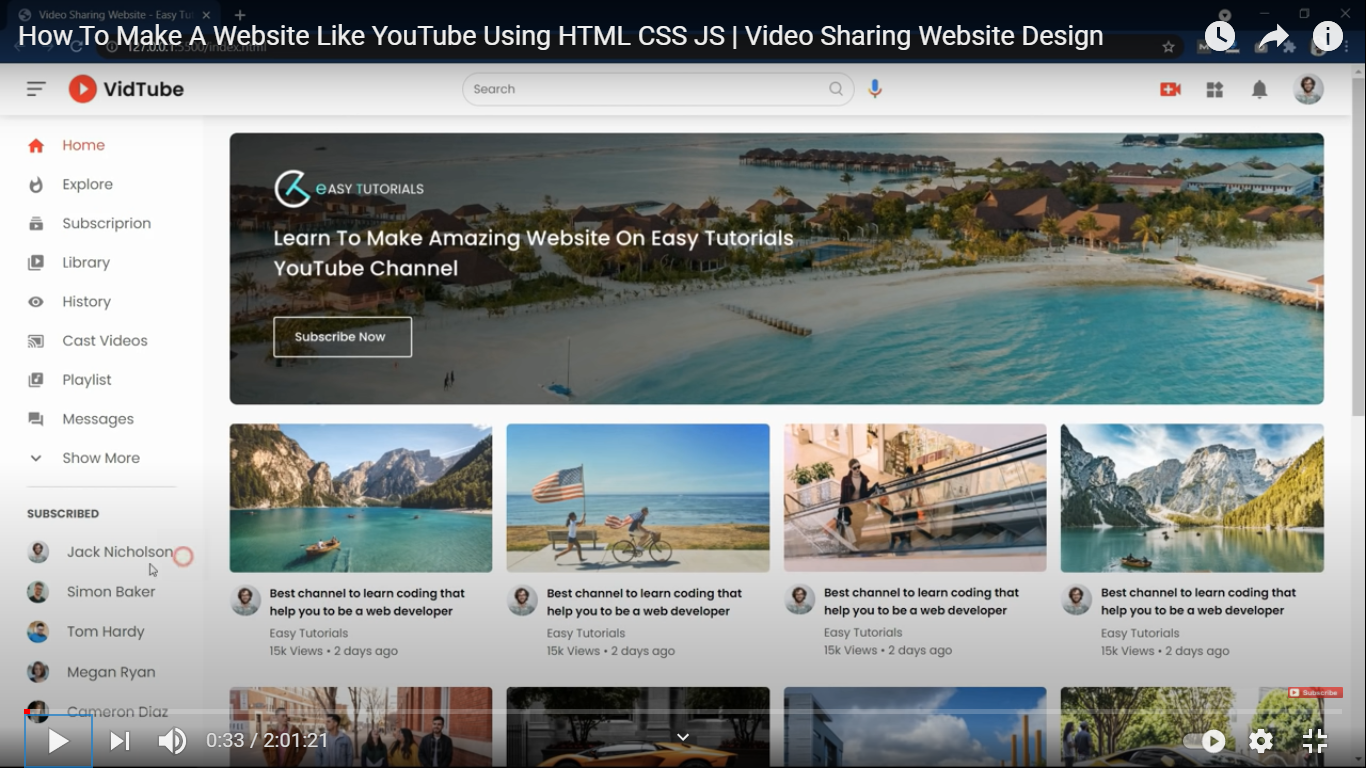 Video Sharing Website - Easy Tut
How To Make A Website Like YouTube Using HTML CSS JS | Video Sharing Website Design
127.0.0.1:5500/index.html
VidTube
Search
Home
Explore
Subscriprion
Library
History
Cast Videos
Playlist
Messages
Show More
SUBSCRIBED
Jack Nicholson
Simon Baker
Tom Hardy
Megan Ryan
Cameron Diaz
EASY TUTORIALS
Learn To Make Amazing Website On Easy Tutorials
YouTube Channel
Subscribe Now
Best channel to learn coding that
help you to be a web developer
Easy Tutorials
15k Views • 2 days ago
Best channel to learn coding that
help you to be a web developer
Easy Tutorials
15k Views • 2 days ago
Best channel to learn coding that
help you to be a web developer
Easy Tutorials
15k Views • 2 days ago
Best channel to learn coding that
help you to be a web developer
Easy Tutorials
15k Views • 2 days ago
Subscribe
0:33 / 2:01:21